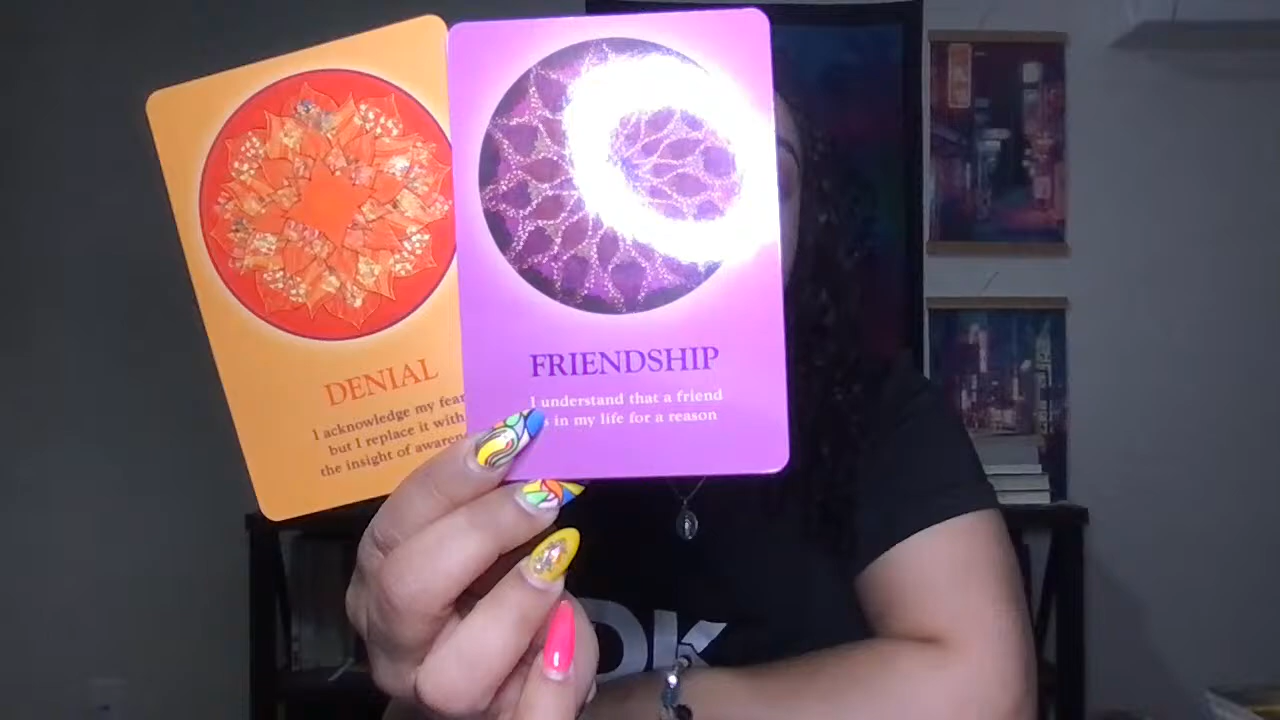 DENIAL
I acknowledge my fear
but I replace it with
the insight of
FRIENDSHIP
I understand that a friend
in my life for a reason